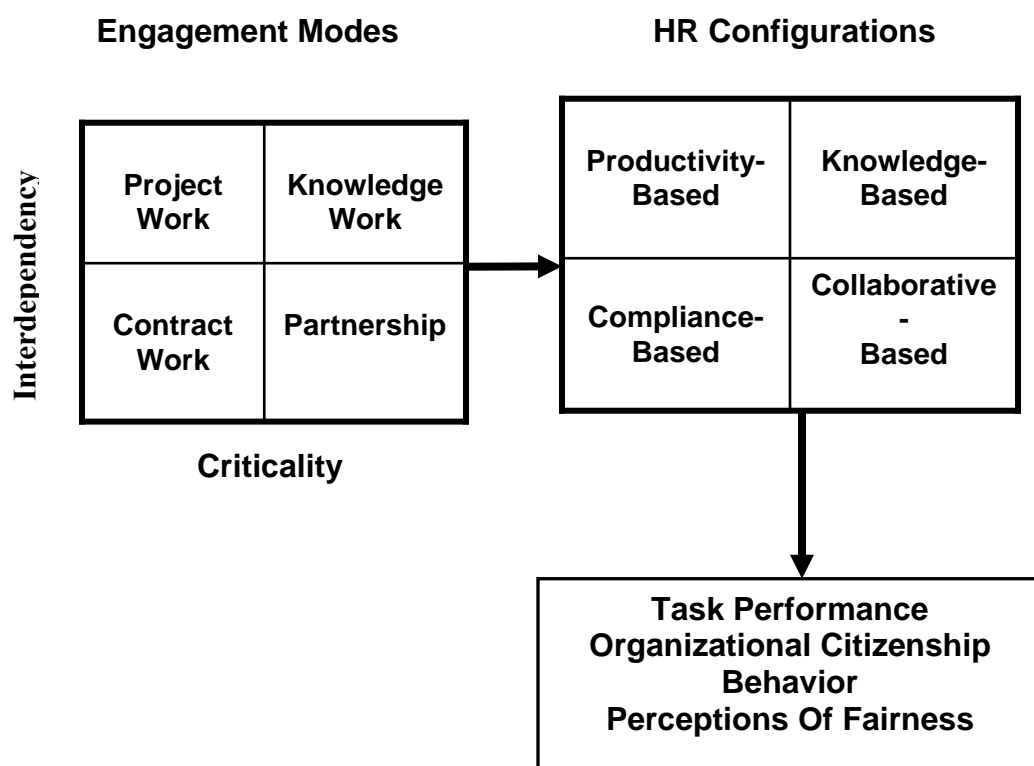 Engagement Modes
HR Configurations
Interdependency
Project
Work
Knowledge
Work
Contract
Work
Partnership
Criticality
Productivity-
Based
Knowledge-
Based
Compliance-
Based
Collaborative
-
Based
Task Performance
Organizational Citizenship
Behavior
Perceptions Of Fairness